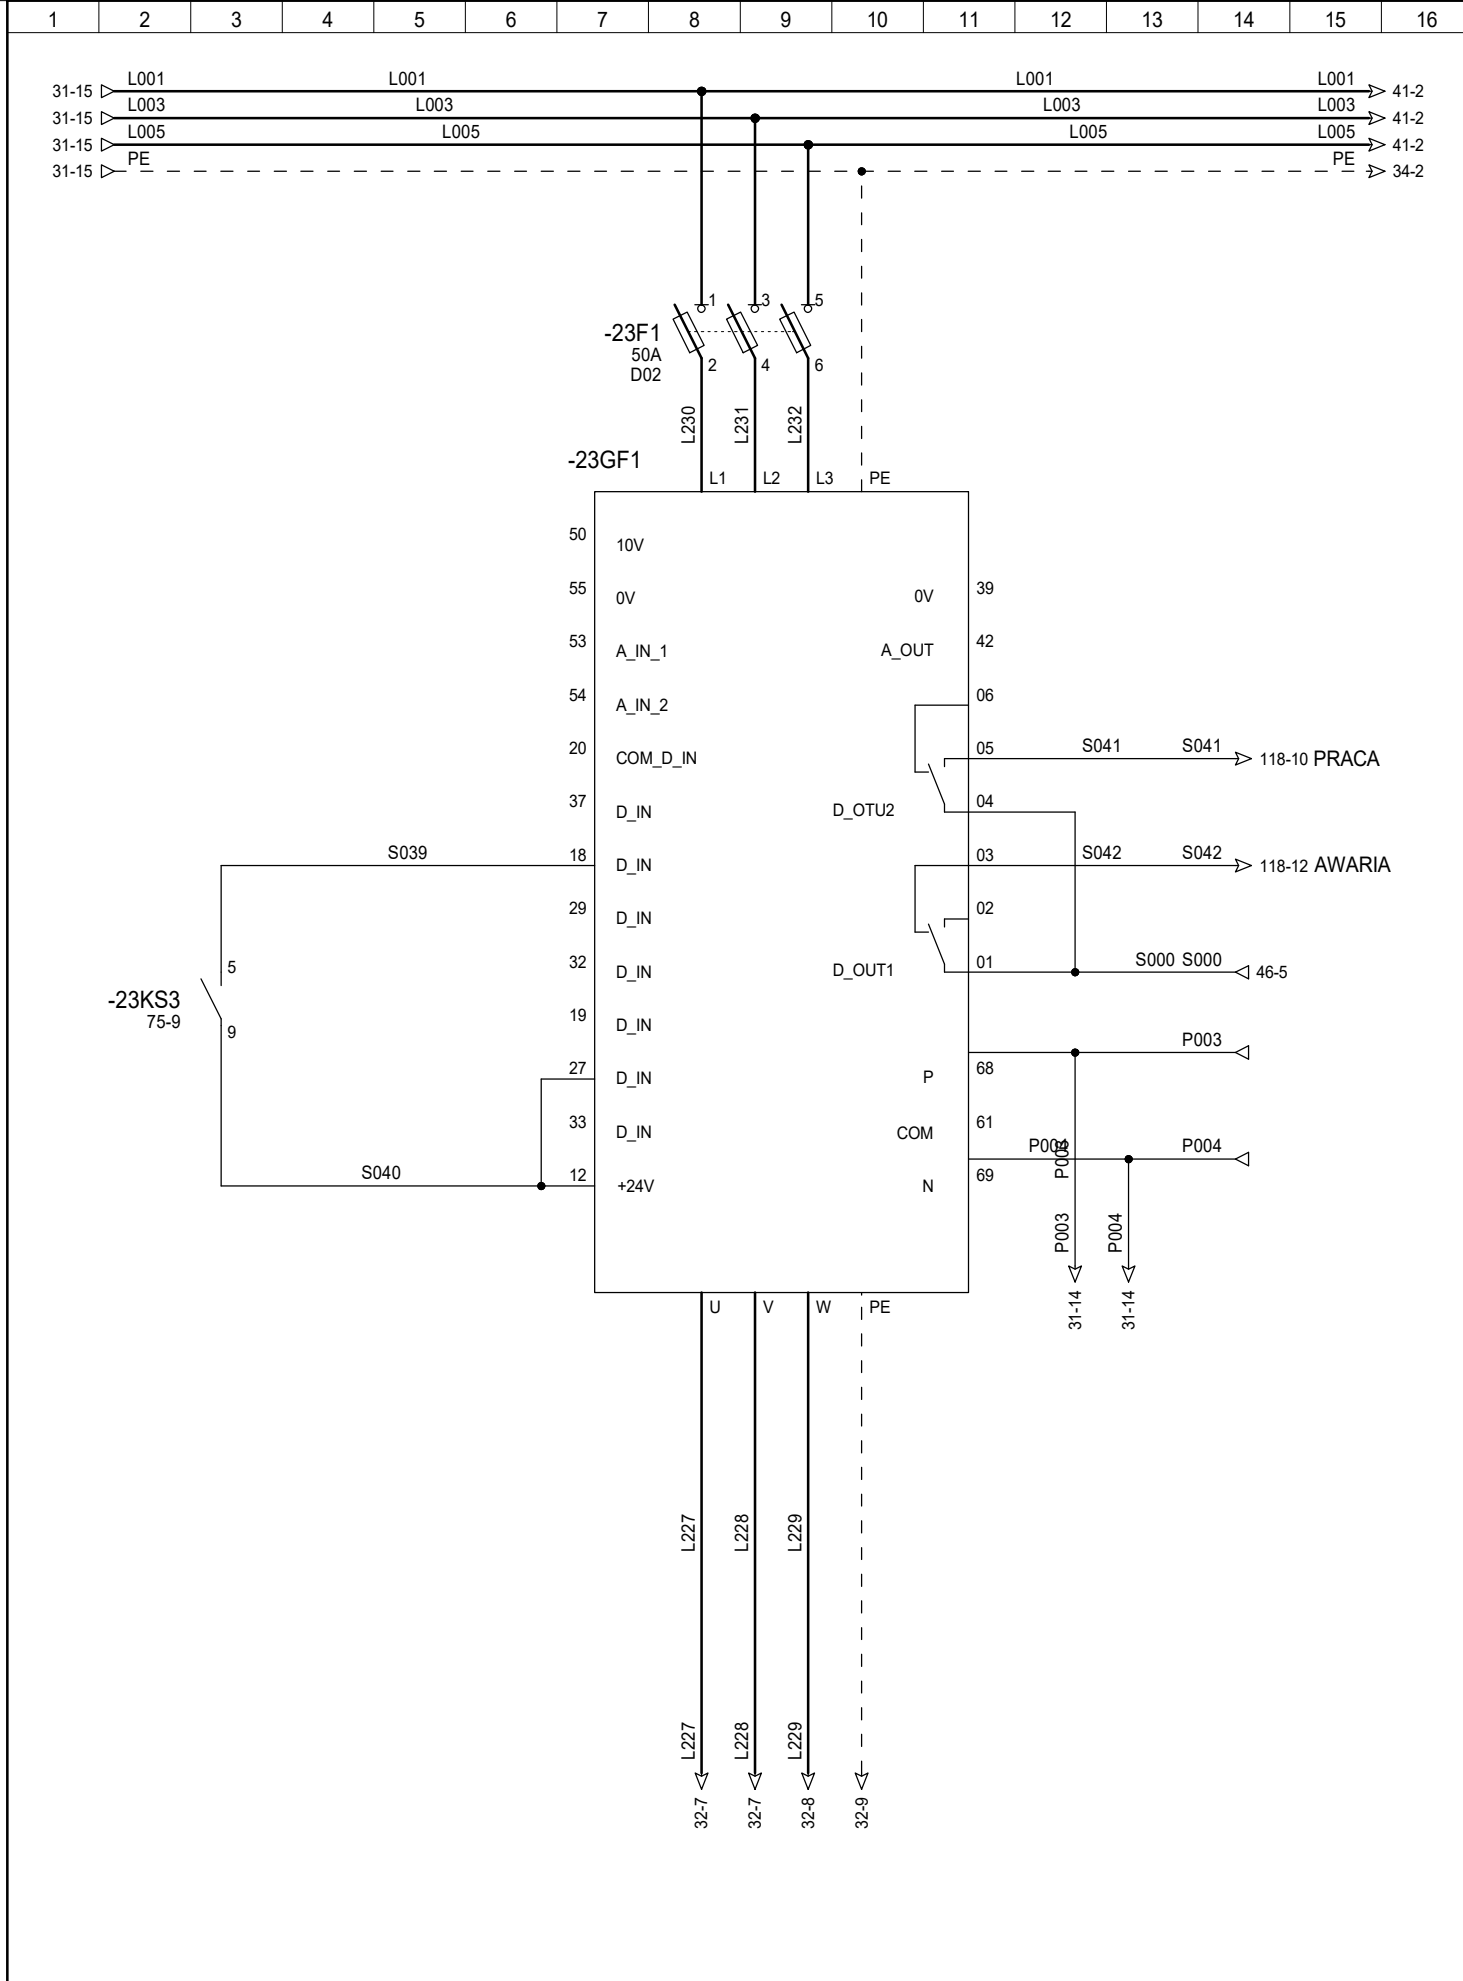 1 2 3 4 5 6 7 8 9 10 11 12 13 14 15 16
L001 L001 L001 L001
31-15 41-2
L003 L003 L003 L003
31-15 41-2
L005 L005 L005 L005
31-15 41-2
PE PE
31-15 34-2
1 3 5
-23F1
50A
D02
2 4 6
L230 L231 L232
-23GF1
L1 L2 L3 PE
50 10V
55 0V 0V 39
53 A_IN_1 A_OUT 42
54 A_IN_2 06
20 COM_D_IN 05 S041 S041 118-10 PRACA
37 D_IN D_OTU2 04
S039 18 D_IN 03 S042 S042 118-12 AWARIA
29 D_IN 02
5
32 D_IN D_OUT1 01 S000 S000 46-5
-23KS3
75-9
9
19 D_IN P003
27 D_IN P 68
33 D_IN COM 61
P004 P003 P004
S040 12 +24V N 69
P003 P004
31-14 31-14
U V W PE
L227 L228 L229
L227 L228 L229
32-7 32-7 32-8 32-9